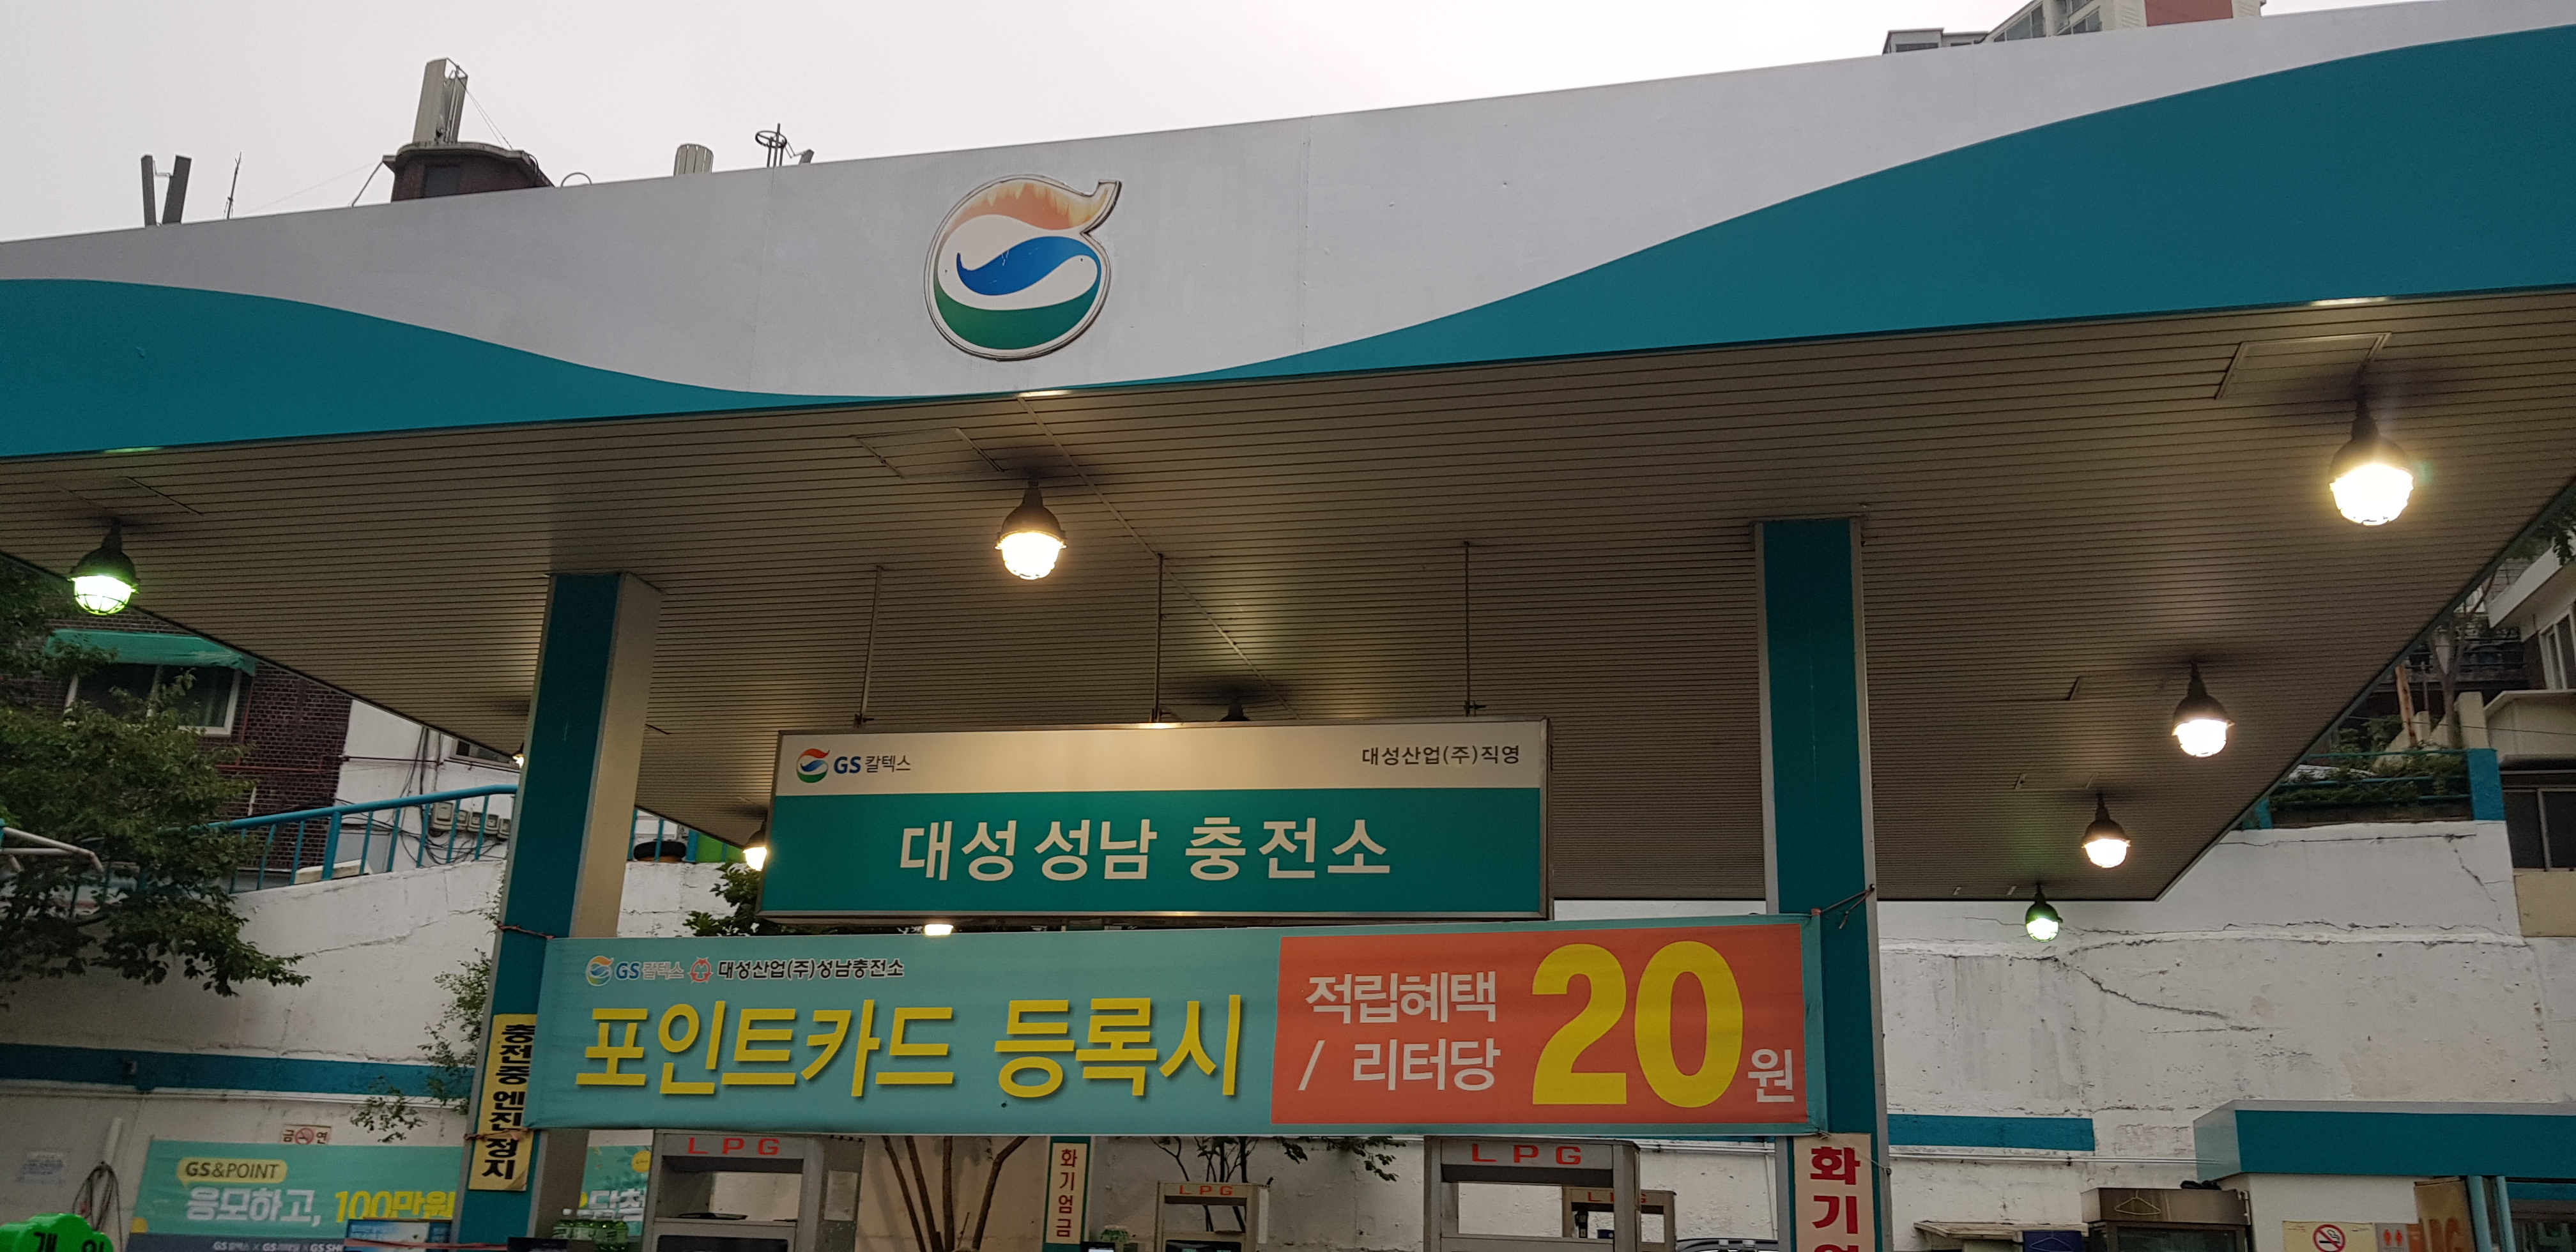 GS칼텍스
대성산업(주)직영
대성성남 충전소
GS칼텍스 대성산업(주)성남충전소
포인트카드 등록시
적립혜택
/ 리터당
20원
충전중 엔진정지
금연
GS&POINT
응모하고, 100만원
LPG
화기엄금
LPG
LPG
LPG
화기